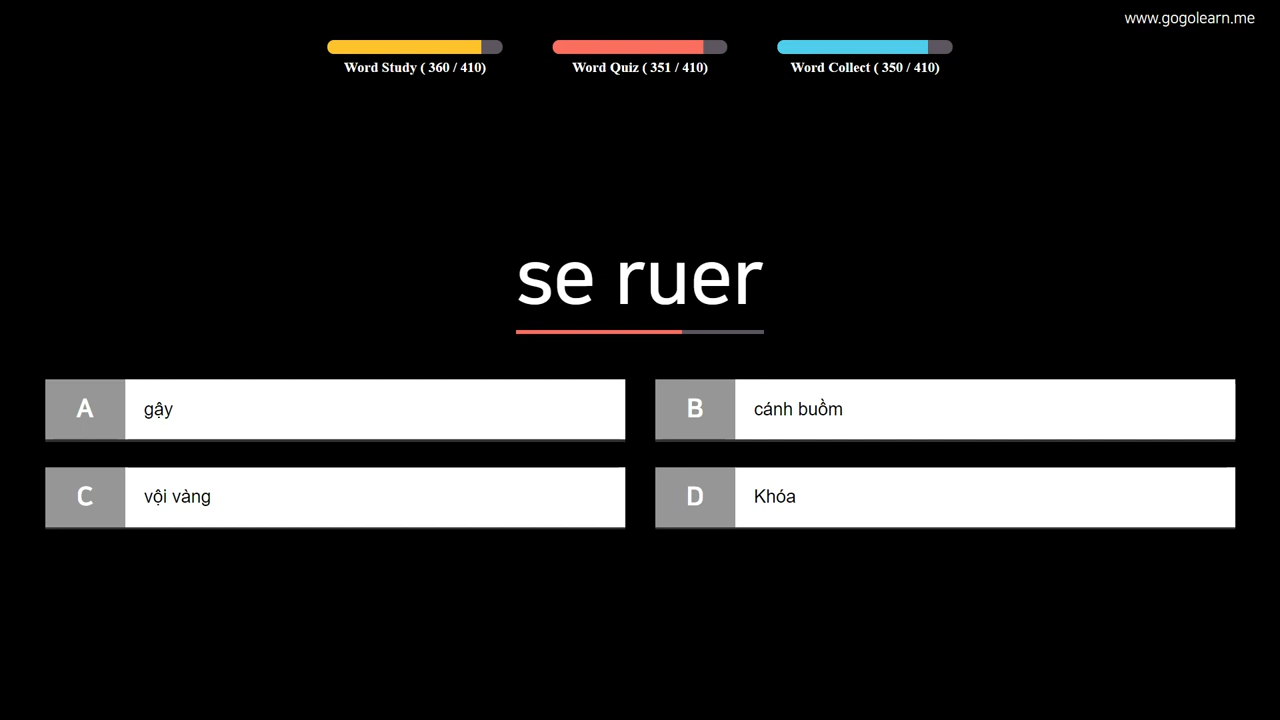 www.gogolearn.me
Word Study ( 360 / 410)
Word Quiz ( 351 / 410)
Word Collect ( 350 / 410)
se ruer
A gậy
B cánh buồm
C vội vàng
D Khóa